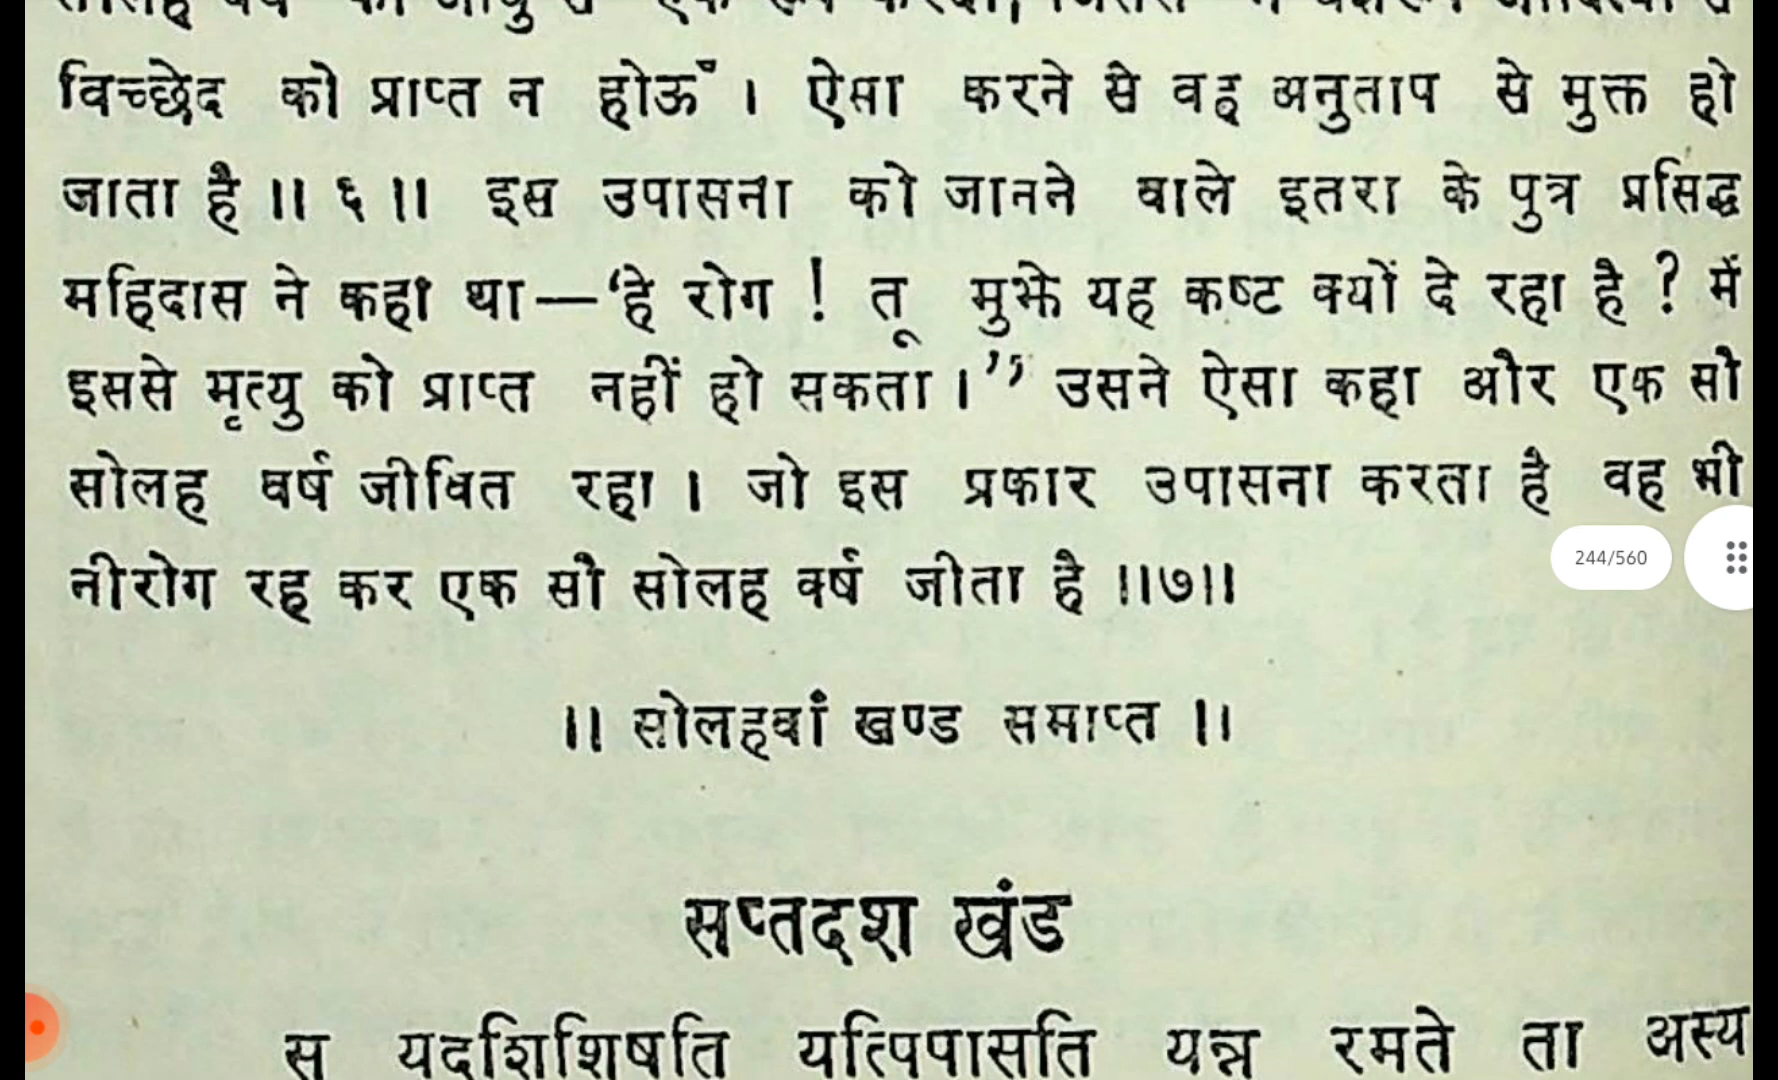 विच्छेद को प्राप्त न होऊँ । ऐसा करने से वह अनुताप से मुक्त हो
जाता है ॥ ६ ॥ इस उपासना को जानने वाले इतरा के पुत्र प्रसिद्ध
महिदास ने कहा था—‘हे रोग ! तू मुझे यह कष्ट क्यों दे रहा है ? में
इससे मृत्यु को प्राप्त नहीं हो सकता ।’’ उसने ऐसा कहा और एक सौ
सोलह वर्ष जीवित रहा । जो इस प्रकार उपासना करता है वह भी
नीरोग रह कर एक सौ सोलह वर्ष जीता है ॥७॥
244/560
॥ सोलहवां खण्ड समाप्त ॥
सप्तदश खंड
स यदशिशिषति यत्पिपासति यन्न रमते ता अस्य